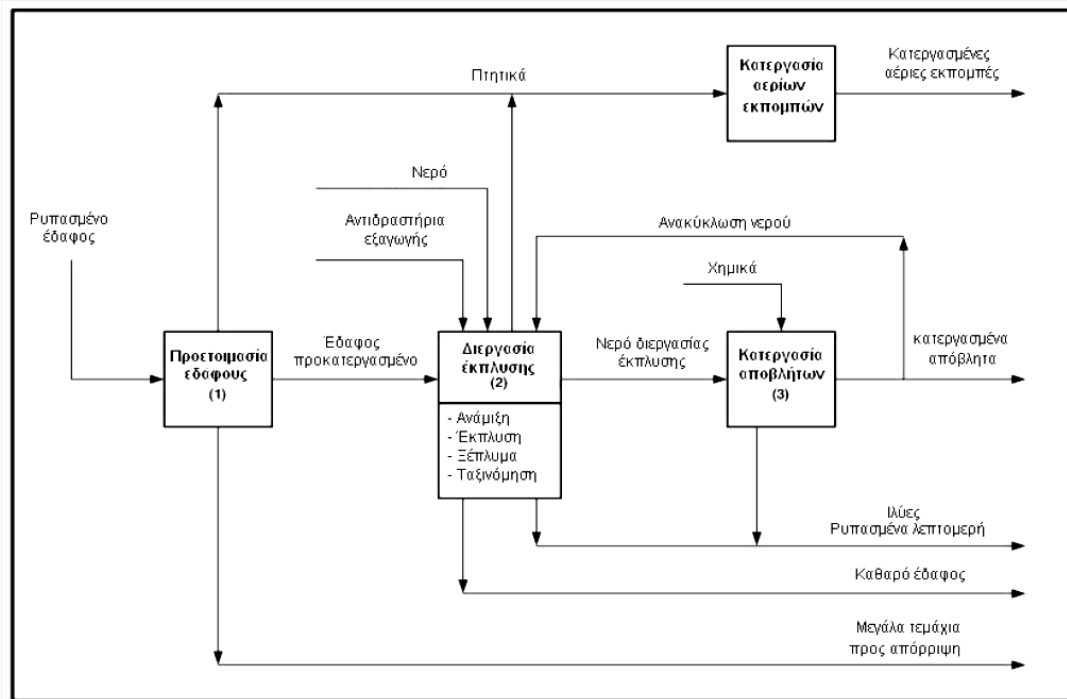 Πτητικά
Κατεργασία
αερίων
εκπομπών
Κατεργασμένες
αέριες εκπομπές
Νερό
Ρυπασμένο
έδαφος
Αντιδραστήρια
εξαγωγής
Ανακύκλωση νερού
Χημικά
Προετοιμασία
εδάφους
(1)
Έδαφος
προκατεργασμένο
Διεργασία
έκπλυσης
(2)
- Ανάμιξη
- Έκπλυση
- Ξέπλυμα
- Ταξινόμηση
Νερό διεργασίας
έκπλυσης
Κατεργασία
αποβλήτων
(3)
κατεργασμένα
απόβλητα
Ιλύες
Ρυπασμένα λεπτομερή
Καθαρό έδαφος
Μεγάλα τεμάχια
προς απόρριψη